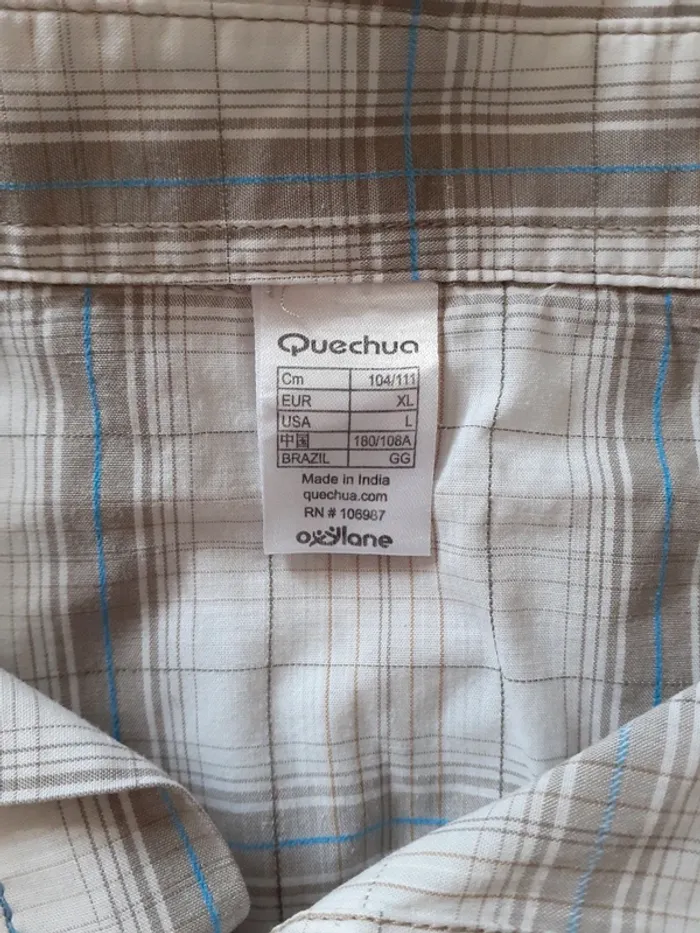 Quechua
Cm 104/111
EUR XL
USA L
中国 180/108A
BRAZIL GG
Made in India
quechua.com
RN # 106987
oxylane